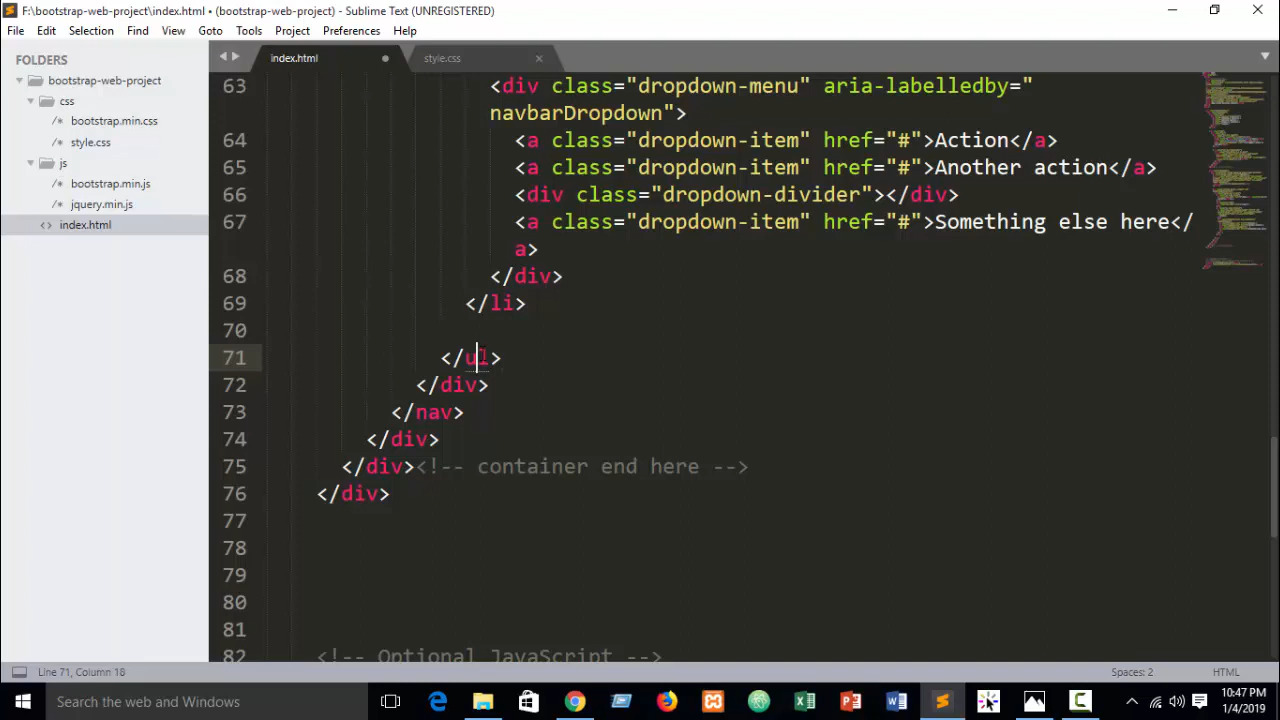 F:\bootstrap-web-project\index.html • (bootstrap-web-project) - Sublime Text (UNREGISTERED)
File Edit Selection Find View Goto Tools Project Preferences Help
FOLDERS
bootstrap-web-project
css
/* bootstrap.min.css
/* style.css
js
/* bootstrap.min.js
/* jquery.min.js
<> index.html
index.html
style.css
63 <div class="dropdown-menu" aria-labelledby="
navbarDropdown">
64 <a class="dropdown-item" href="#">Action</a>
65 <a class="dropdown-item" href="#">Another action</a>
66 <div class="dropdown-divider"></div>
67 <a class="dropdown-item" href="#">Something else here</
a>
68 </div>
69 </li>
70
71 </ul>
72 </div>
73 </nav>
74 </div>
75 </div><!-- container end here -->
76 </div>
77
78
79
80
81
82 <!-- Optional JavaScript -->
Line 71, Column 18
Spaces: 2
HTML
Search the web and Windows
10:47 PM
1/4/2019